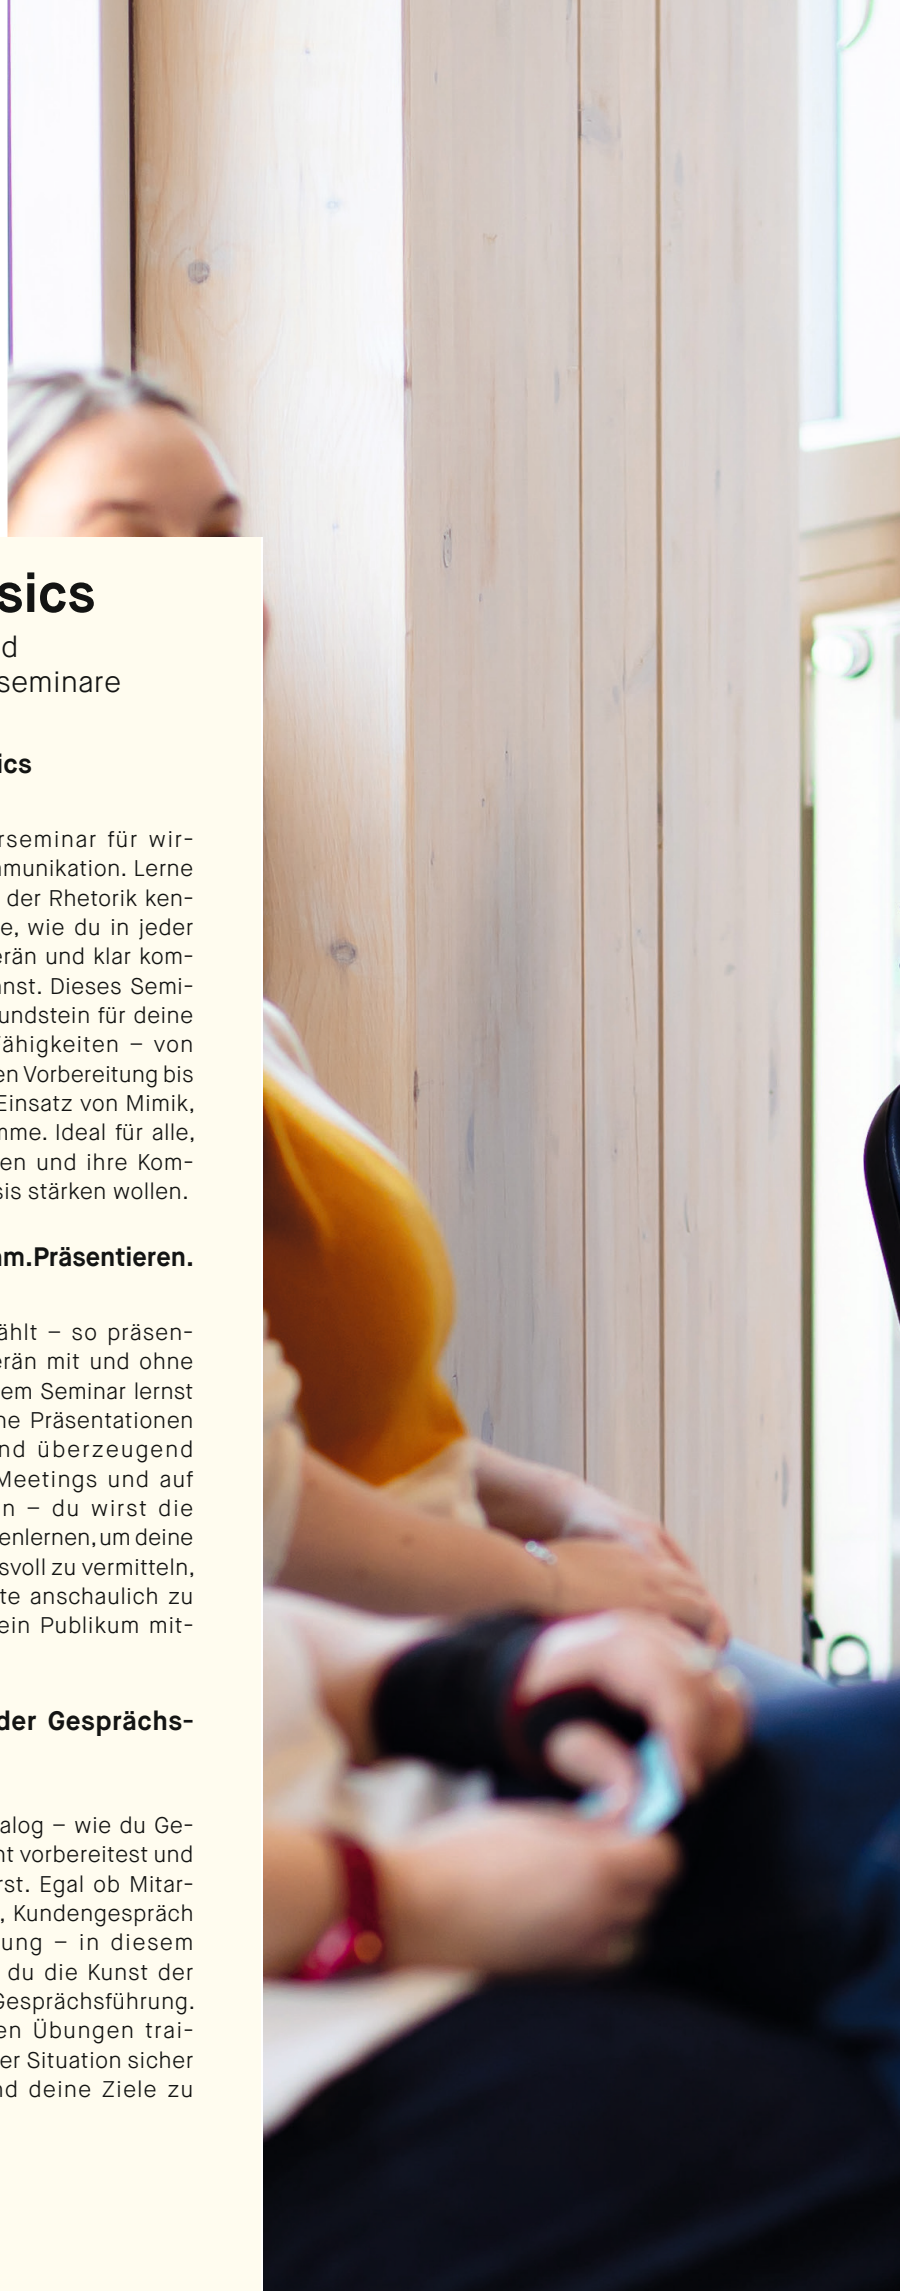 sics
d
seminare
ics
rseminar für wir-
munikation. Lerne
der Rhetorik ken-
e, wie du in jeder
erän und klar kom-
nst. Dieses Semi-
undstein für deine
ähigkeiten – von
en Vorbereitung bis
Einsatz von Mimik,
mme. Ideal für alle,
en und ihre Kom-
sis stärken wollen.
m.Präsentieren.
ählt – so präsen-
erän mit und ohne
em Seminar lernst
ne Präsentationen
nd überzeugend
Meetings und auf
n – du wirst die
enlernen, um deine
svoll zu vermitteln,
te anschaulich zu
ein Publikum mit-
der Gesprächs-
alog – wie du Ge-
nt vorbereitest und
rst. Egal ob Mitar-
, Kundengespräch
ung – in diesem
du die Kunst der
Gesprächsführung.
en Übungen trai-
er Situation sicher
nd deine Ziele zu